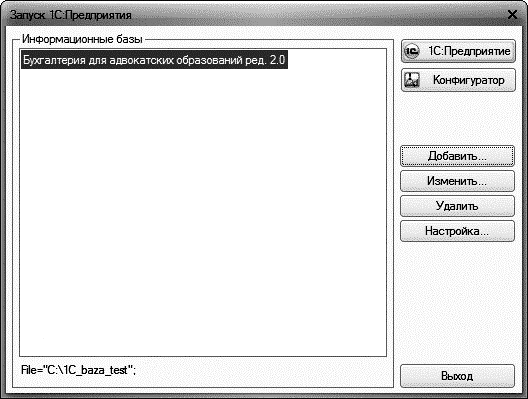 Запуск 1С:Предприятия
Информационные базы
Бухгалтерия для адвокатских образований ред. 2.0
1С:Предприятие
Конфигуратор
Добавить...
Изменить...
Удалить
Настройка...
File="C:\1C_baza_test";
Выход